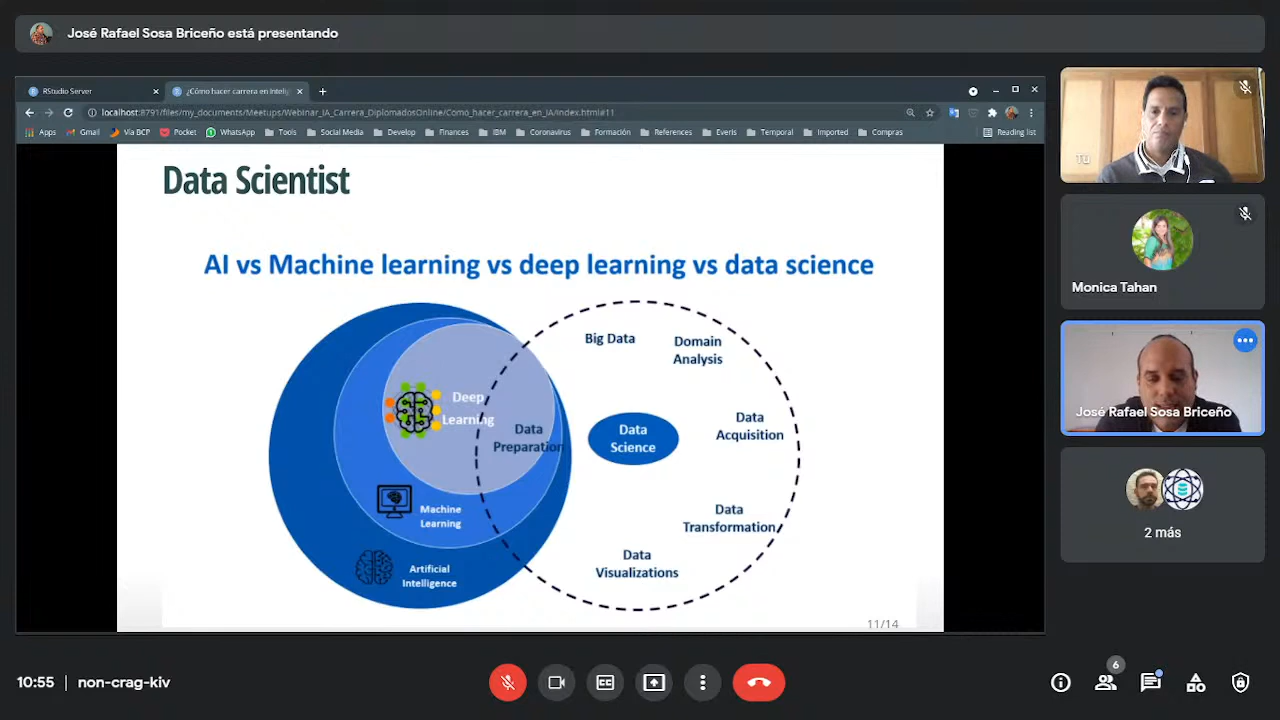 José Rafael Sosa Briceño está presentando
RStudio Server
¿Cómo hacer carrera en Intelig
localhost:8791/files/my_documents/Meetups/Webinar_IA_Carrera_DiplomadosOnline/Como_hacer_carrera_en_IA/index.html#11
Apps
Gmail
Vía BCP
Pocket
WhatsApp
Tools
Social Media
Develop
Finances
IBM
Coronavirus
Formación
References
Everis
Temporal
Imported
Compras
Reading list
Data Scientist
AI vs Machine learning vs deep learning vs data science
Deep
Learning
Machine
Learning
Artificial
Intelligence
Data
Preparation
Big Data
Domain
Analysis
Data
Science
Data
Acquisition
Data
Transformation
Data
Visualizations
11/14
Tú
Monica Tahan
José Rafael Sosa Briceño
2 más
10:55 | non-crag-kiv
6